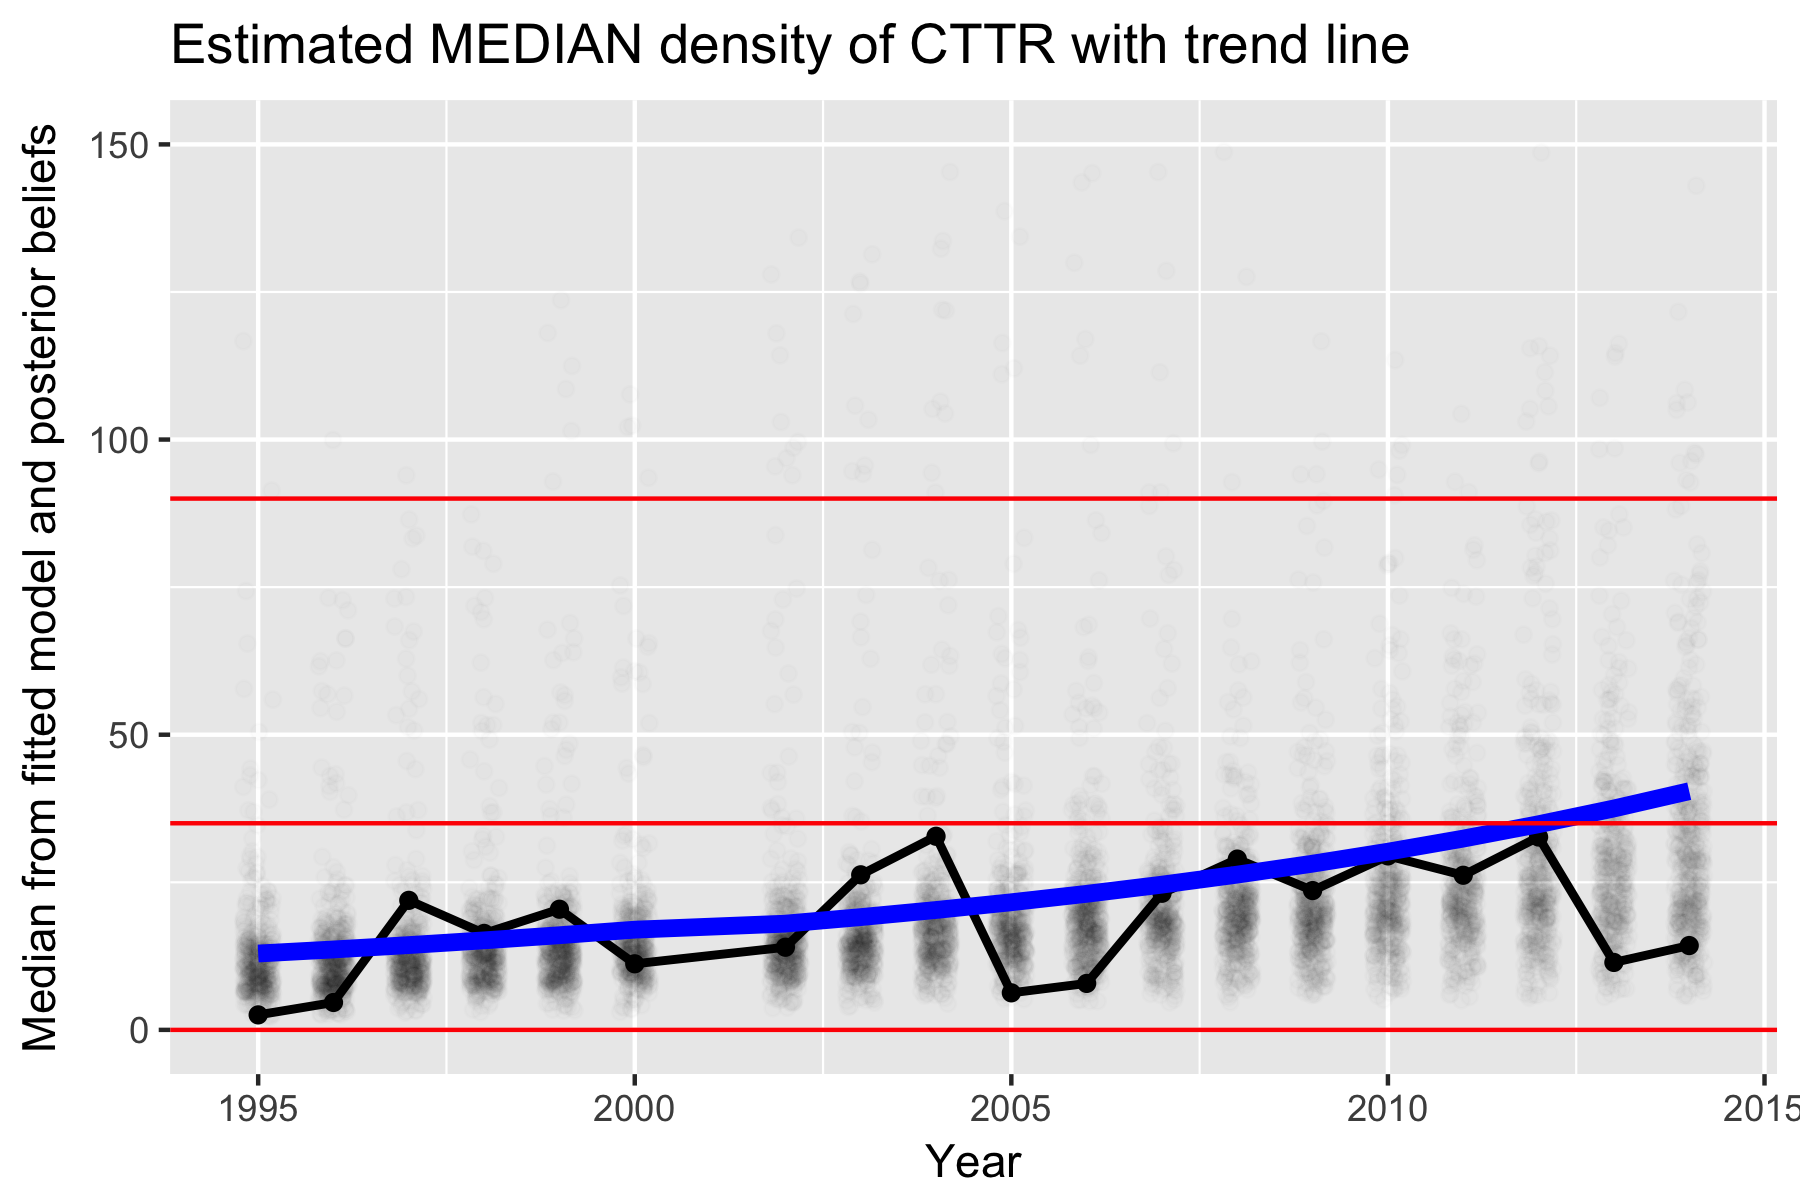 Estimated MEDIAN density of CTTR with trend line
Median from fitted model and posterior beliefs
150
100
50
0
1995 2000 2005 2010 2015
Year